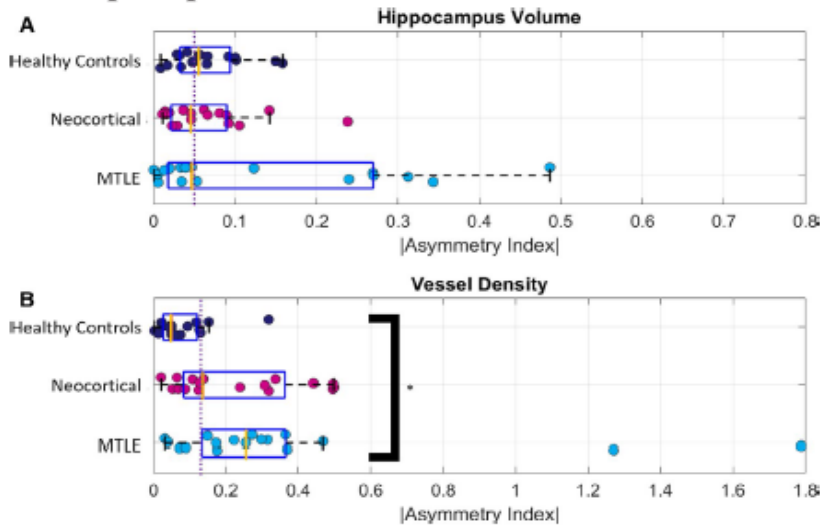 A
Hippocampus Volume
Healthy Controls
Neocortical
MTLE
0 0.1 0.2 0.3 0.4 0.5 0.6 0.7 0.8
|Asymmetry Index|
B
Vessel Density
Healthy Controls
Neocortical
*
MTLE
0 0.2 0.4 0.6 0.8 1 1.2 1.4 1.6 1.8
|Asymmetry Index|